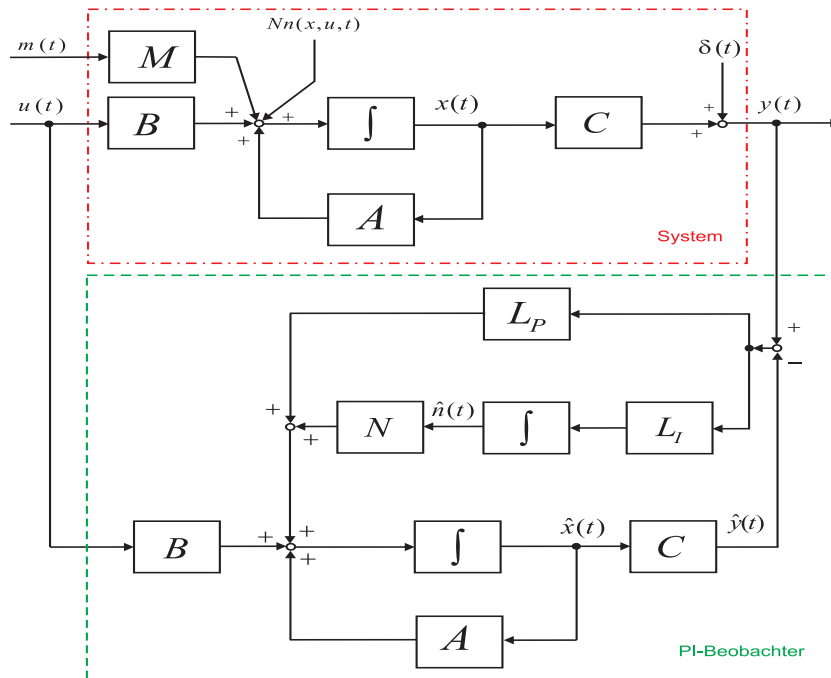 m(t)
M
Nn(x,u,t)
δ(t)
u(t)
B
+
+
+
+
∫
x(t)
C
+
+
y(t)
A
System
L_P
+
−
+
+
N
n̂(t)
∫
L_I
B
+
+
+
∫
x̂(t)
C
ŷ(t)
A
PI-Beobachter